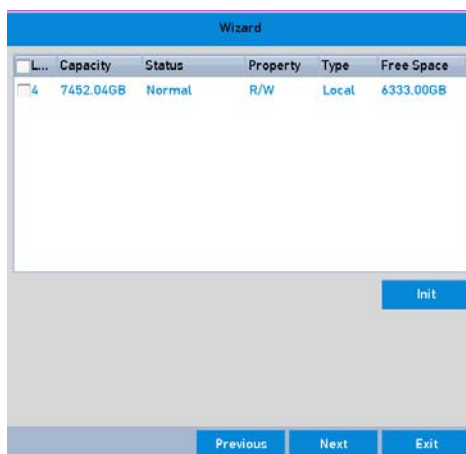 Wizard
L... Capacity Status Property Type Free Space
4 7452.04GB Normal R/W Local 6333.00GB
Init
Previous Next Exit